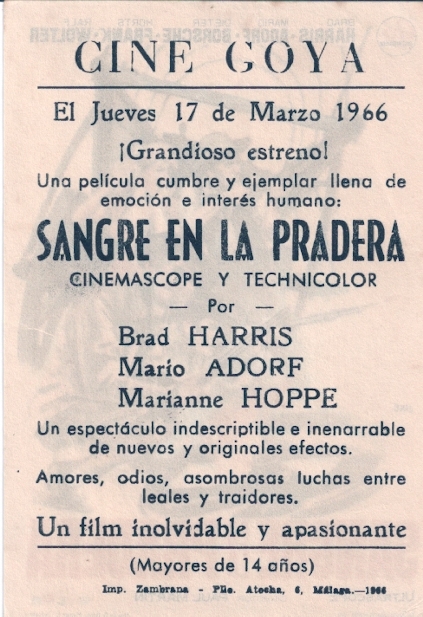 CINE GOYA
El Jueves 17 de Marzo 1966
¡Grandioso estreno!
Una película cumbre y ejemplar llena de
emoción e interés humano:
SANGRE EN LA PRADERA
CINEMASCOPE Y TECHNICOLOR
— Por —
Brad HARRIS
Mario ADORF
Marianne HOPPE
Un espectáculo indescriptible e inenarrable
de nuevos y originales efectos.
Amores, odios, asombrosas luchas entre
leales y traidores.
Un film inolvidable y apasionante
(Mayores de 14 años)
Imp. Zambrana - Pllo. Atocha, 6, Málaga.—1966